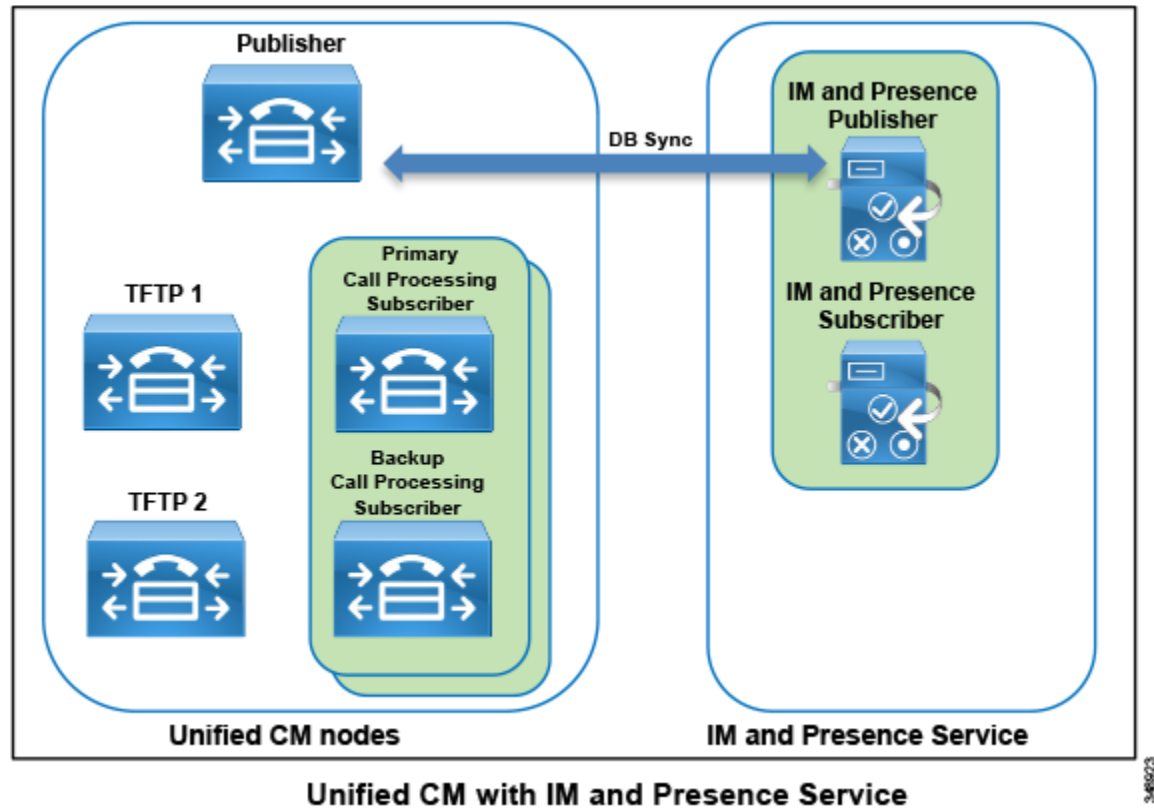 Publisher
DB Sync
IM and Presence
Publisher
Primary
Call Processing
Subscriber
TFTP 1
IM and Presence
Subscriber
Backup
Call Processing
Subscriber
TFTP 2
Unified CM nodes
IM and Presence Service
Unified CM with IM and Presence Service
348923